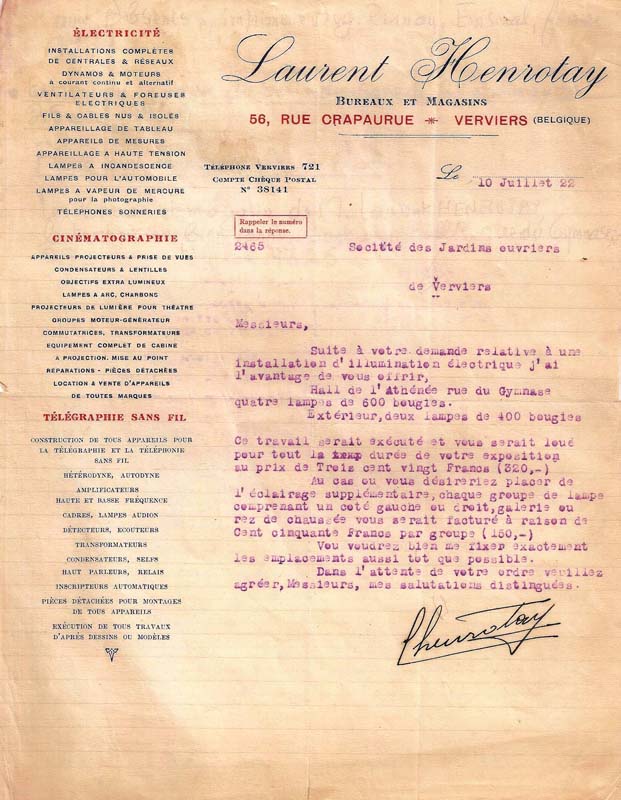 Laurent Henrotay
BUREAUX ET MAGASINS
56, RUE CRAPAURUE VERVIERS (BELGIQUE)
TÉLÉPHONE VERVIERS 721
COMPTE CHÈQUE POSTAL
N° 38141
Le 10 Juillet 22
ÉLECTRICITÉ
INSTALLATIONS COMPLÈTES
DE CENTRALES & RÉSEAUX
DYNAMOS & MOTEURS
à courant continu et alternatif
VENTILATEURS & FOREUSES
ELECTRIQUES
FILS & CABLES NUS & ISOLÉS
APPAREILLAGE DE TABLEAU
APPAREILS DE MESURES
APPAREILLAGE A HAUTE TENSION
LAMPES A INCANDESCENCE
LAMPES POUR L'AUTOMOBILE
LAMPES A VAPEUR DE MERCURE
pour la photographie
TÉLÉPHONES SONNERIES
CINÉMATOGRAPHIE
APPAREILS PROJECTEURS & PRISE DE VUES
CONDENSATEURS & LENTILLES
OBJECTIFS EXTRA LUMINEUX
LAMPES A ARC, CHARBONS
PROJECTEURS DE LUMIÈRE POUR THÉATRE
GROUPES MOTEUR-GÉNÉRATEUR
COMMUTATRICES, TRANSFORMATEURS
EQUIPEMENT COMPLET DE CABINE
A PROJECTION. MISE AU POINT
RÉPARATIONS - PIÈCES DÉTACHÉES
LOCATION & VENTE D'APPAREILS
DE TOUTES MARQUES
TÉLÉGRAPHIE SANS FIL
CONSTRUCTION DE TOUS APPAREILS POUR
LA TÉLÉGRAPHIE ET LA TÉLÉPHONIE
SANS FIL
HÉTÉRODYNE, AUTODYNE
AMPLIFICATEURS
HAUTE ET BASSE FRÉQUENCE
CADRES, LAMPES AUDION
DÉTECTEURS, ECOUTEURS
TRANSFORMATEURS
CONDENSATEURS, SELFS
HAUT PARLEURS, RELAIS
INSCRIPTEURS AUTOMATIQUES
PIÈCES DÉTACHÉES POUR MONTAGES
DE TOUS APPAREILS
EXÉCUTION DE TOUS TRAVAUX
D'APRÈS DESSINS OU MODÈLES
Rappeler le numéro
dans la réponse.
2465 Société des Jardins ouvriers
de Verviers
Messieurs,
Suite à votre demande relative à une
installation d'illumination électrique j'ai
l'avantage de vous offrir,
Hall de l'Athénée rue du Gymnase
quatre lampes de 600 bougies.
Extérieur, deux lampes de 400 bougies
Ce travail serait exécuté et vous serait loué
pour tout la durée de votre exposition
au prix de Trois cent vingt Francs (320,-)
Au cas ou vous désireriez placer de
l'éclairage supplémentaire, chaque groupe de lampe
comprenant un coté gauche ou droit, galerie ou
rez de chaussée vous serait facturé à raison de
Cent cinquante Francs par groupe (150,-)
Vou voudrez bien me fixer exactement
les emplacements aussi tot que possible.
Dans l'attente de votre ordre veuillez
agréer, Messieurs, mes salutations distinguées.
LHenrotay